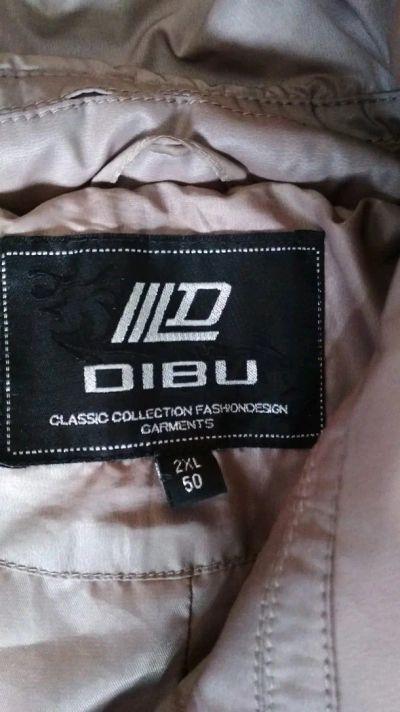 D
DIBU
CLASSIC COLLECTION FASHIONDESIGN
GARMENTS
2XL
50